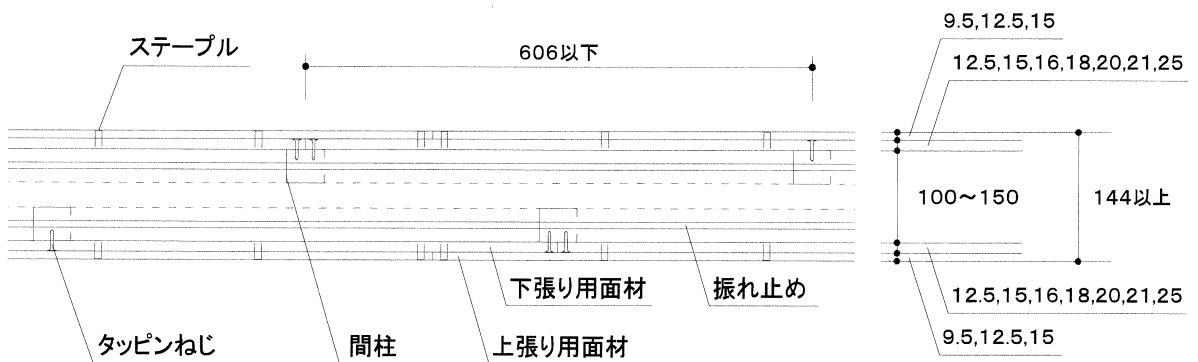 9.5,12.5,15
ステープル
606以下
12.5,15,16,18,20,21,25
100～150
144以上
下張り用面材
振れ止め
12.5,15,16,18,20,21,25
タッピンねじ
間柱
上張り用面材
9.5,12.5,15